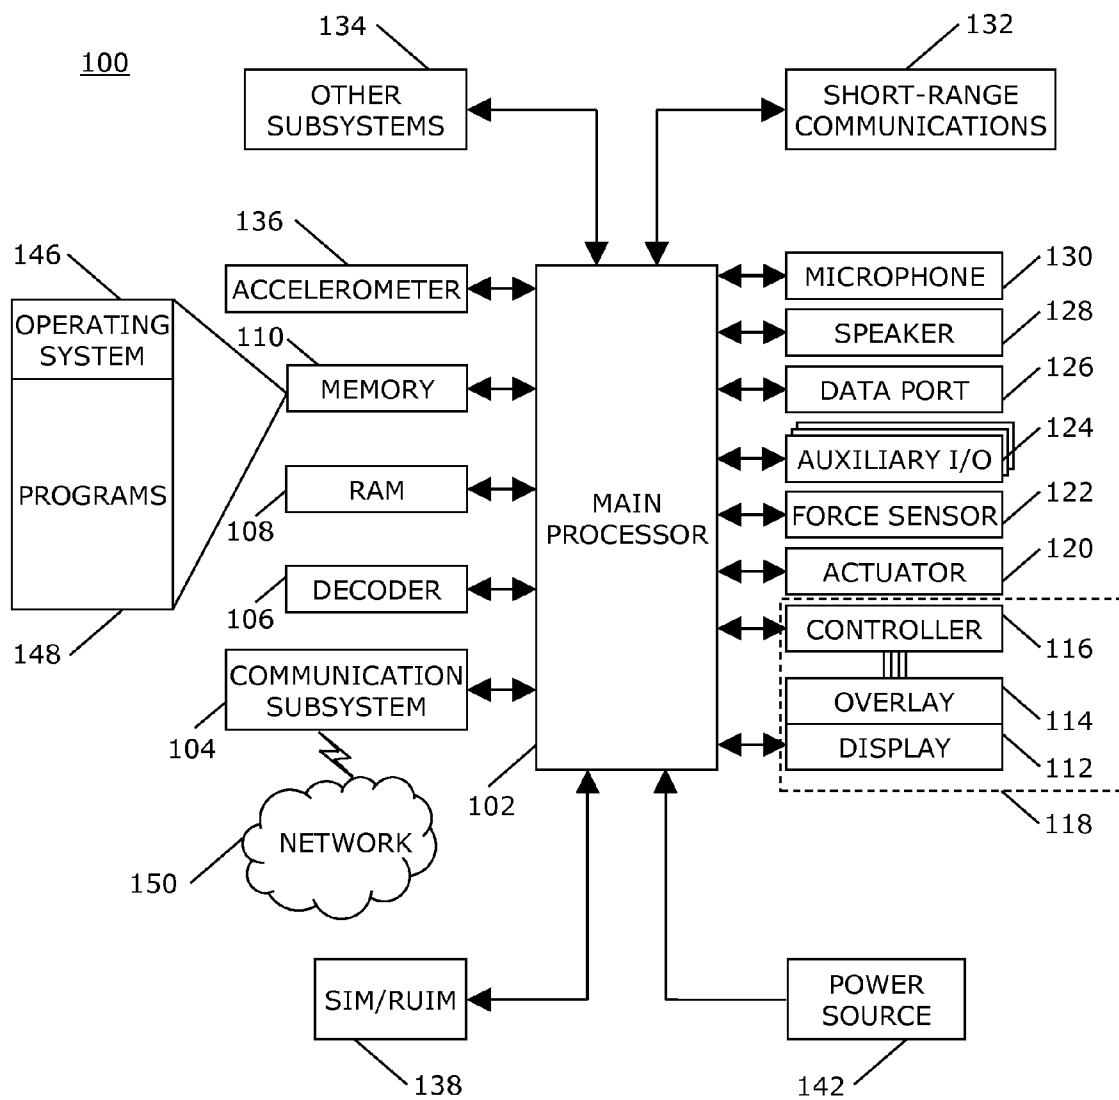 100
134
132
OTHER
SUBSYSTEMS
SHORT-RANGE
COMMUNICATIONS
136
146
ACCELEROMETER
MICROPHONE
130
OPERATING
SYSTEM
110
SPEAKER
128
MEMORY
DATA PORT
126
AUXILIARY I/O
124
PROGRAMS
RAM
108
MAIN
PROCESSOR
FORCE SENSOR
122
ACTUATOR
120
DECODER
106
148
CONTROLLER
116
COMMUNICATION
SUBSYSTEM
104
OVERLAY
114
DISPLAY
112
102
118
NETWORK
150
SIM/RUIM
138
POWER
SOURCE
142